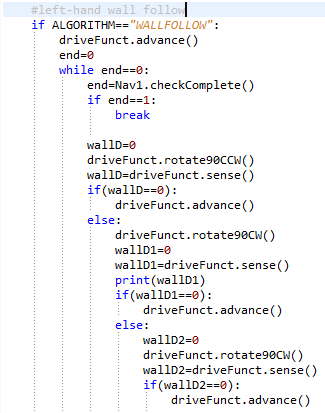 #left-hand wall follow
if ALGORITHM=="WALLFOLLOW":
driveFunct.advance()
end=0
while end==0:
end=Nav1.checkComplete()
if end==1:
break
wallD=0
driveFunct.rotate90CCW()
wallD=driveFunct.sense()
if(wallD==0):
driveFunct.advance()
else:
driveFunct.rotate90CW()
wallD1=0
wallD1=driveFunct.sense()
print(wallD1)
if(wallD1==0):
driveFunct.advance()
else:
wallD2=0
driveFunct.rotate90CW()
wallD2=driveFunct.sense()
if(wallD2==0):
driveFunct.advance()